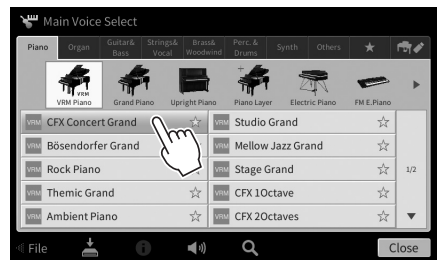 Main Voice Select
Piano
Organ
Guitar& Bass
Strings& Vocal
Brass& Woodwind
Perc. & Drums
Synth
Others
VRM
VRM Piano
Grand Piano
Upright Piano
Piano Layer
Electric Piano
FM E.Piano
VRM CFX Concert Grand
VRM Studio Grand
VRM Bösendorfer Grand
VRM Mellow Jazz Grand
VRM Rock Piano
VRM Stage Grand
1/2
VRM Themic Grand
VRM CFX 1Octave
VRM Ambient Piano
VRM CFX 2Octaves
File
Close